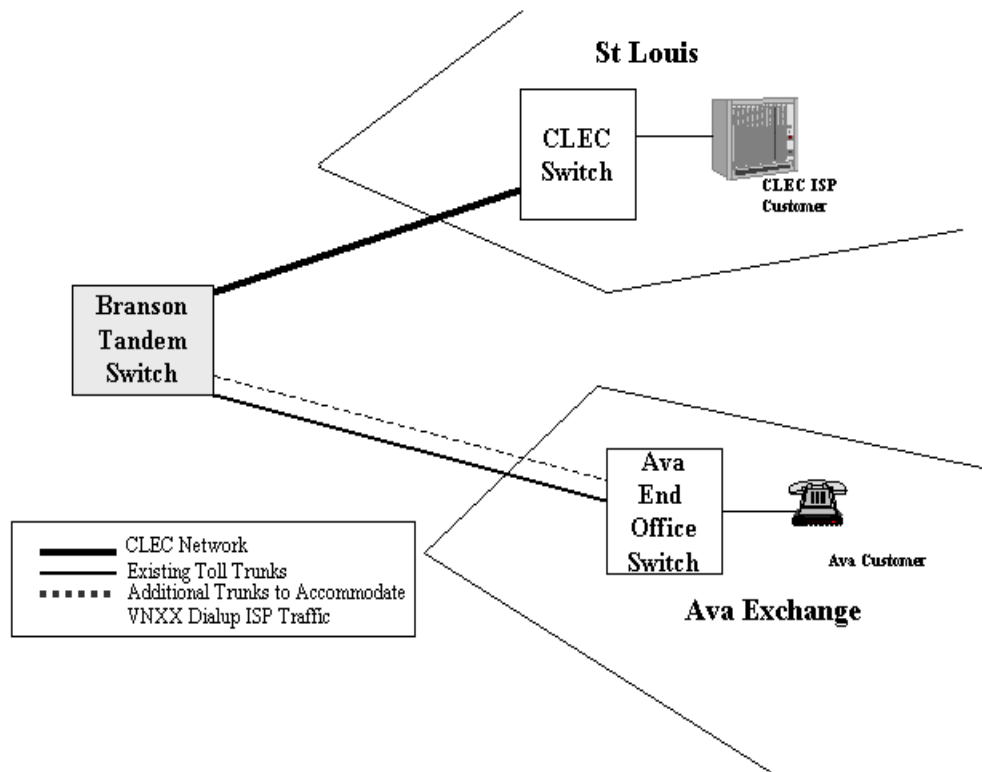 St Louis
CLEC
Switch
CLEC ISP
Customer
Branson
Tandem
Switch
Ava
End
Office
Switch
Ava Customer
Ava Exchange
CLEC Network
Existing Toll Trunks
Additional Trunks to Accommodate
VNXX Dialup ISP Traffic